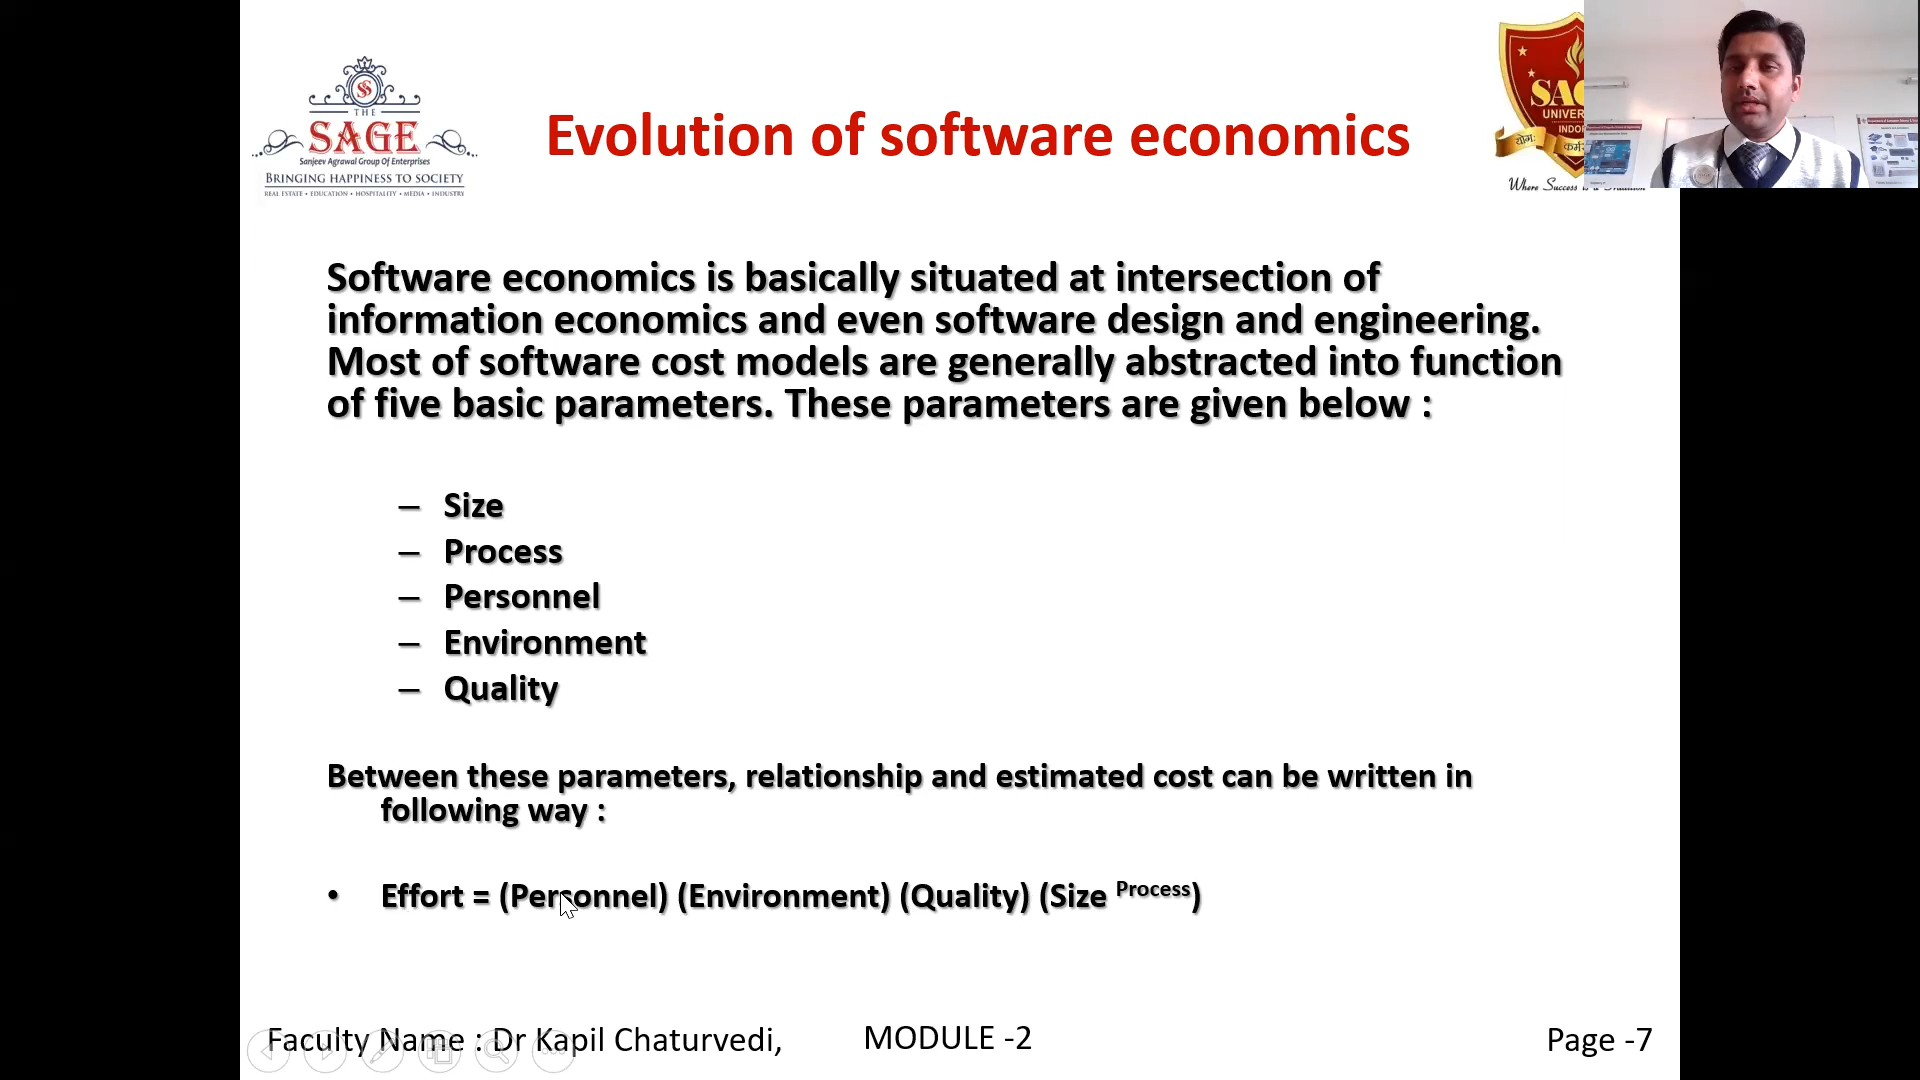 THE
SAGE
Sanjeev Agrawal Group Of Enterprises
BRINGING HAPPINESS TO SOCIETY
REAL ESTATE • EDUCATION • HOSPITALITY • MEDIA • INDUSTRY
Evolution of software economics
योगः
Where Success is a
Software economics is basically situated at intersection of
information economics and even software design and engineering.
Most of software cost models are generally abstracted into function
of five basic parameters. These parameters are given below :
– Size
– Process
– Personnel
– Environment
– Quality
Between these parameters, relationship and estimated cost can be written in
following way :
• Effort = (Personnel) (Environment) (Quality) (Size Process)
Faculty Name : Dr Kapil Chaturvedi,
MODULE -2
Page -7